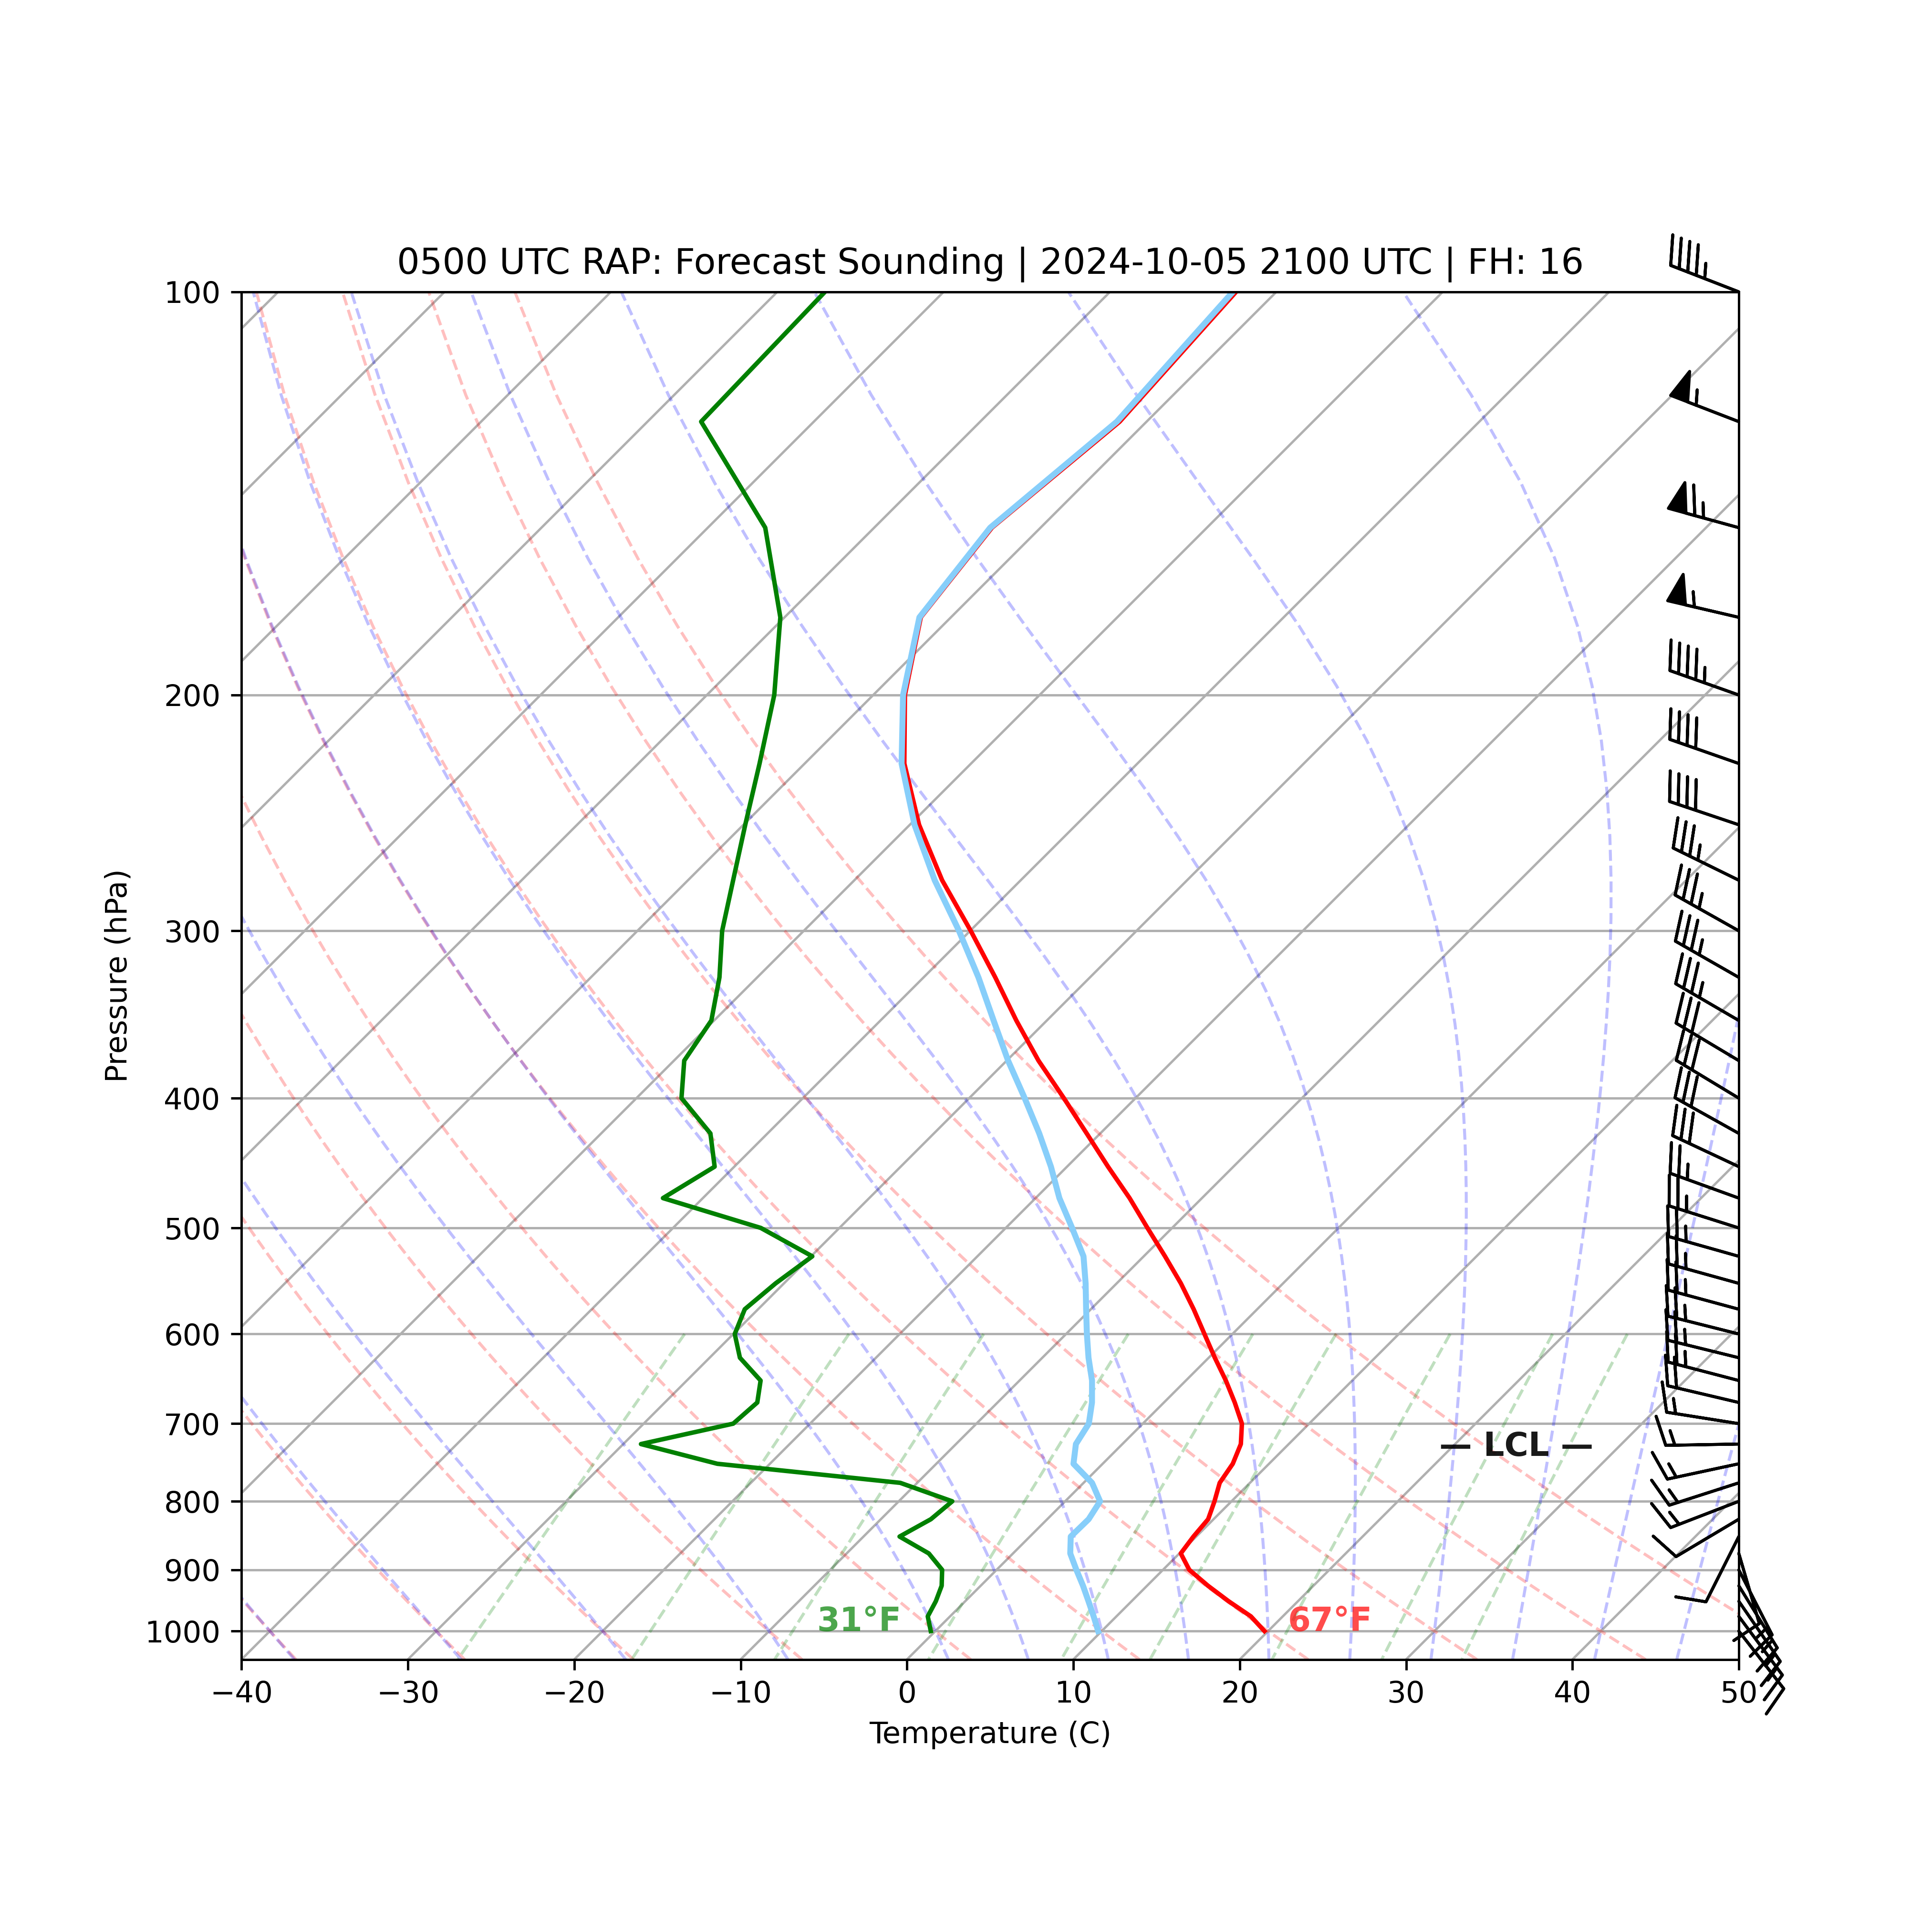 0500 UTC RAP: Forecast Sounding | 2024-10-05 2100 UTC | FH: 16
100
200
300
400
500
600
700
800
900
1000
Pressure (hPa)
— LCL —
31°F
67°F
−40 −30 −20 −10 0 10 20 30 40 50
Temperature (C)